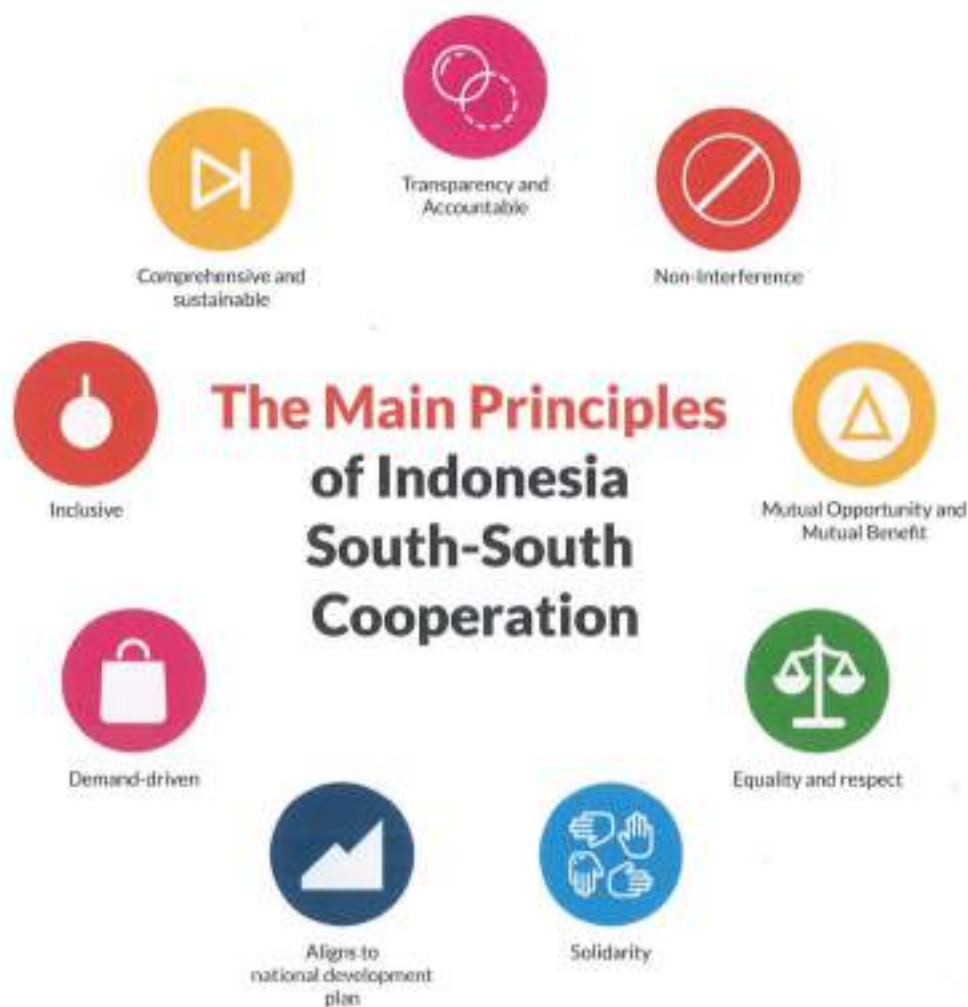 Transparency and
Accountable
Comprehensive and
sustainable
Non-Interference
The Main Principles
of Indonesia
South-South
Cooperation
Inclusive
Mutual Opportunity and
Mutual Benefit
Demand-driven
Equality and respect
Aligns to
national development
plan
Solidarity